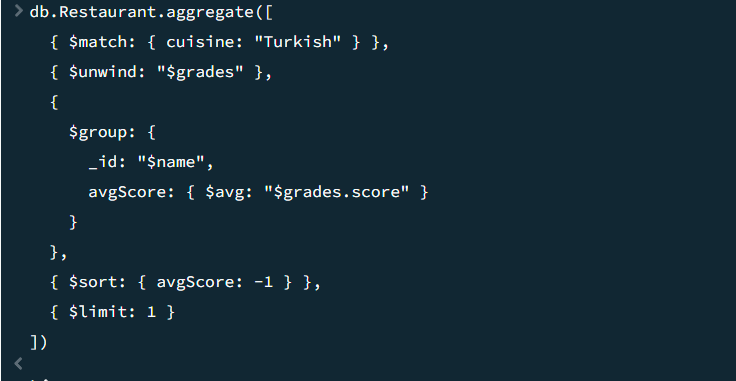 > db.Restaurant.aggregate([
{ $match: { cuisine: "Turkish" } },
{ $unwind: "$grades" },
{
$group: {
_id: "$name",
avgScore: { $avg: "$grades.score" }
}
},
{ $sort: { avgScore: -1 } },
{ $limit: 1 }
])
<